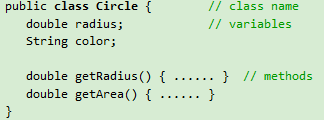 public class Circle {        // class name
   double radius;            // variables
   String color;

   double getRadius() { ...... }  // methods
   double getArea() { ...... }
}